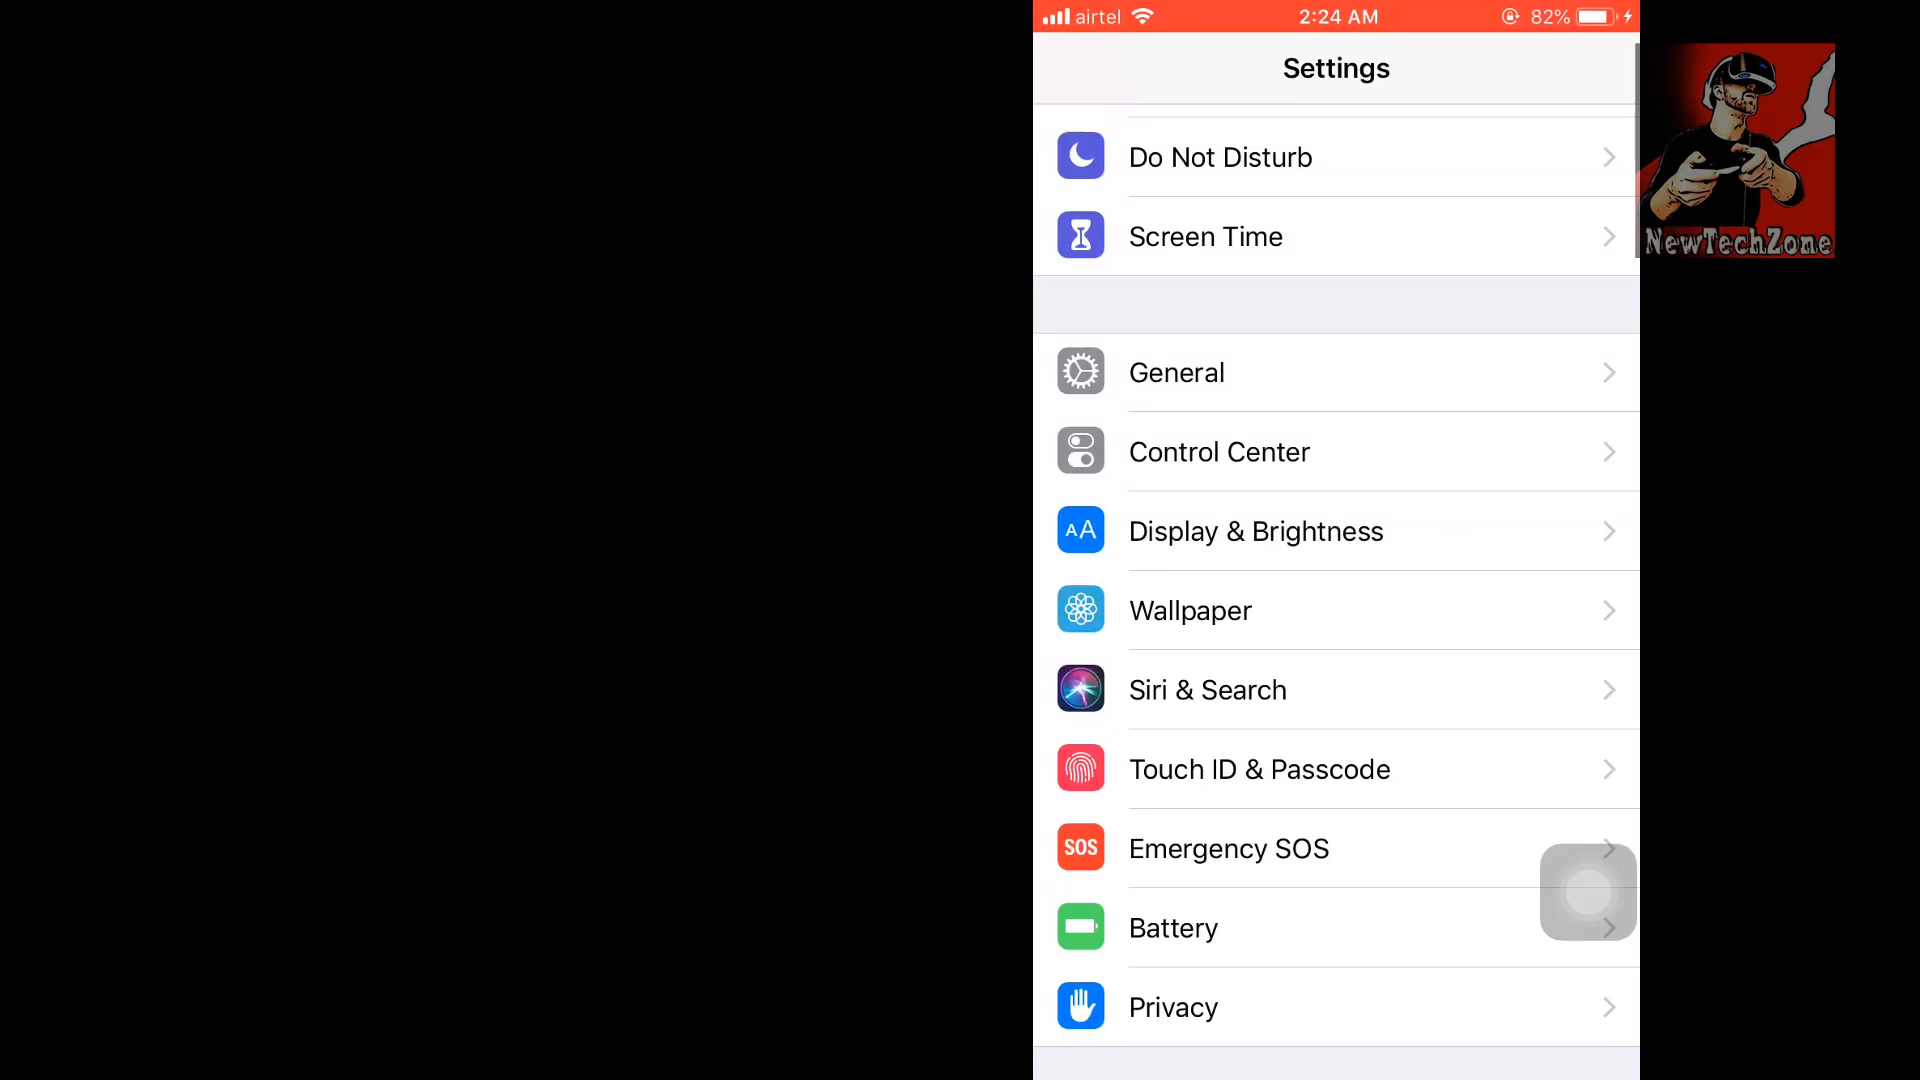 airtel 2:24 AM 82%
Settings
Do Not Disturb
Screen Time
NewTechZone
General
Control Center
AA Display & Brightness
Wallpaper
Siri & Search
Touch ID & Passcode
SOS Emergency SOS
Battery
Privacy